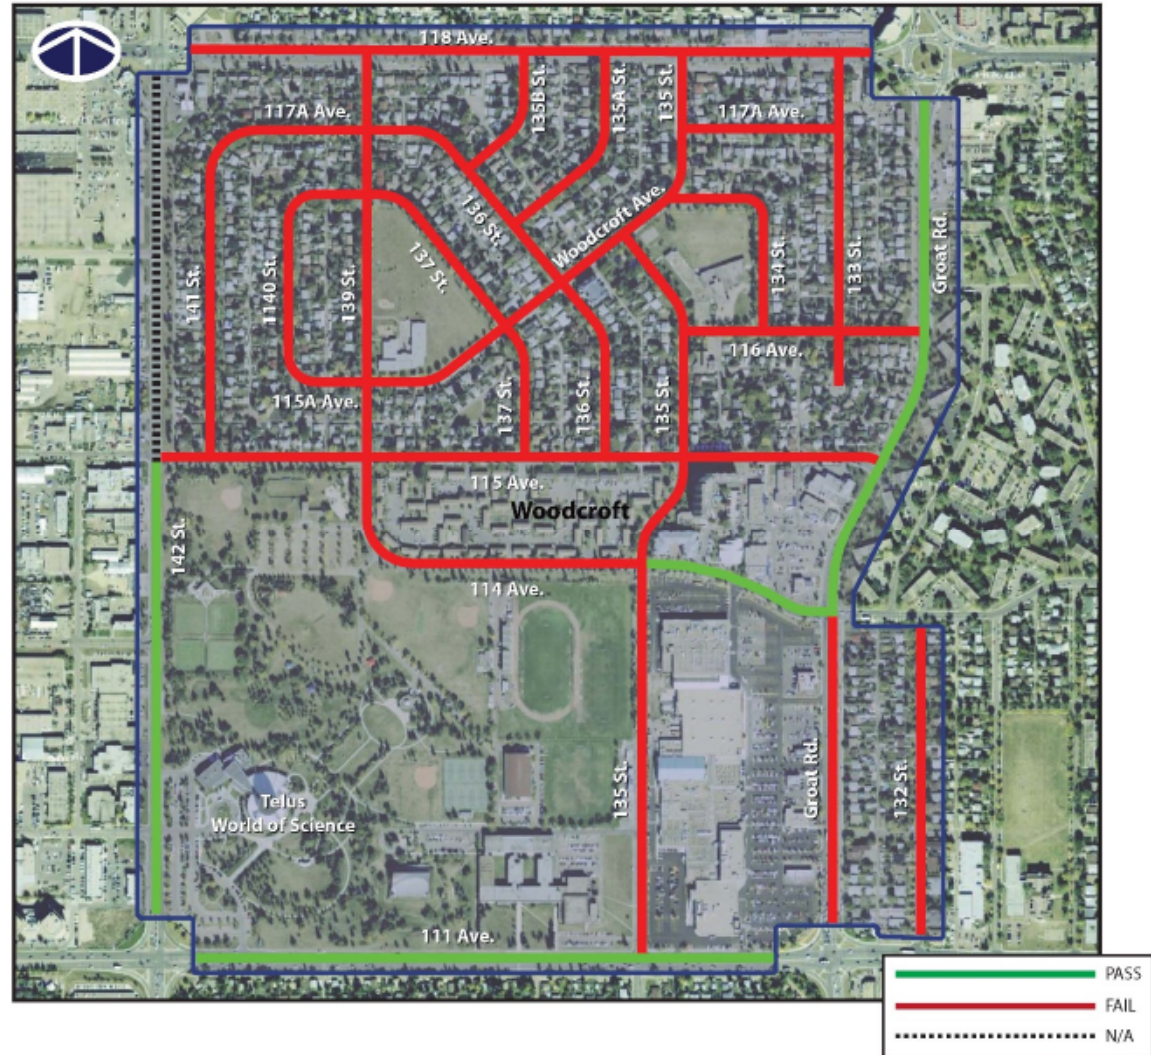 118 Ave.
117A Ave.
135B St.
135A St.
135 St.
117A Ave.
136 St.
Woodcroft Ave.
Groat Rd.
141 St.
1140 St.
139 St.
137 St.
134 St.
133 St.
116 Ave.
115A Ave.
137 St.
136 St.
135 St.
115 Ave.
Woodcroft
142 St.
114 Ave.
135 St.
Groat Rd.
132 St.
Telus
World of Science
111 Ave.
PASS
FAIL
N/A